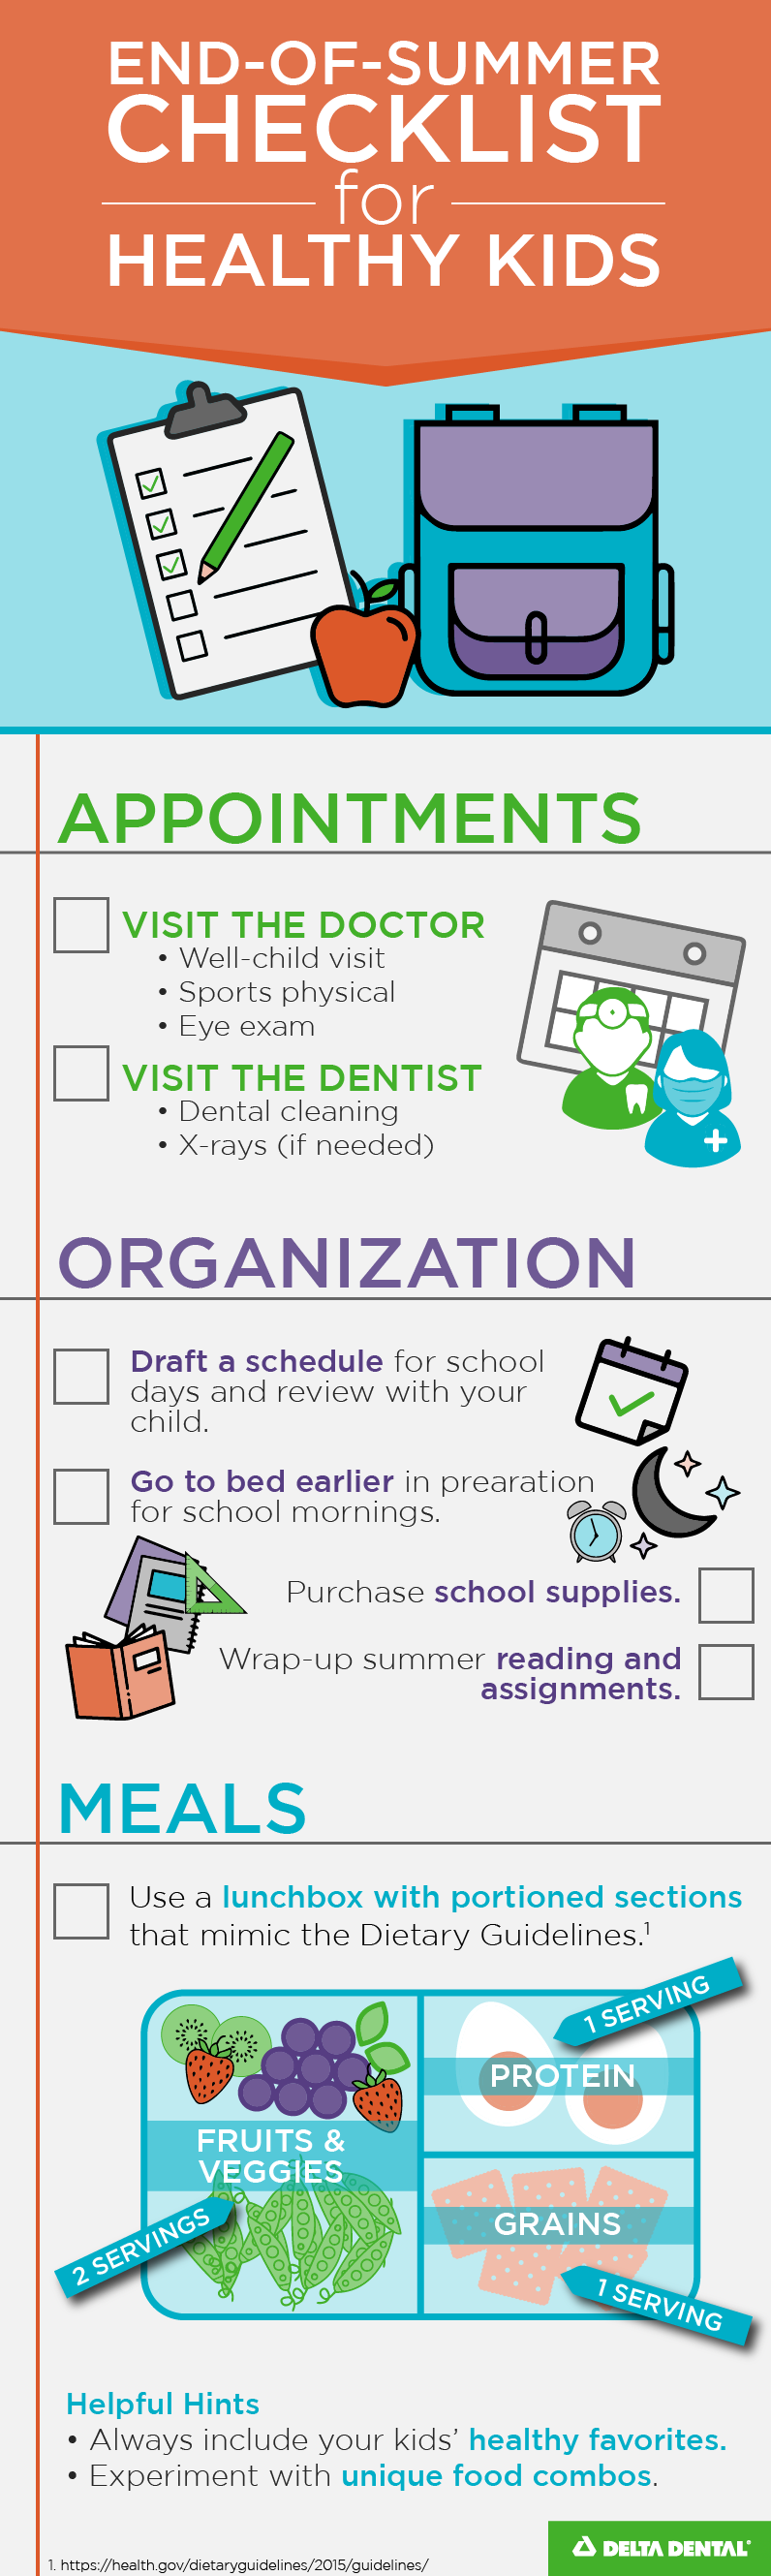 END-OF-SUMMER
CHECKLIST
for
HEALTHY KIDS
APPOINTMENTS
VISIT THE DOCTOR
• Well-child visit
• Sports physical
• Eye exam
VISIT THE DENTIST
• Dental cleaning
• X-rays (if needed)
ORGANIZATION
Draft a schedule for school
days and review with your
child.
Go to bed earlier in prearation
for school mornings.
Purchase school supplies.
Wrap-up summer reading and
assignments.
MEALS
Use a lunchbox with portioned sections
that mimic the Dietary Guidelines.¹
1 SERVING
PROTEIN
FRUITS &
VEGGIES
2 SERVINGS
GRAINS
1 SERVING
Helpful Hints
• Always include your kids’ healthy favorites.
• Experiment with unique food combos.
DELTA DENTAL®
1. https://health.gov/dietaryguidelines/2015/guidelines/